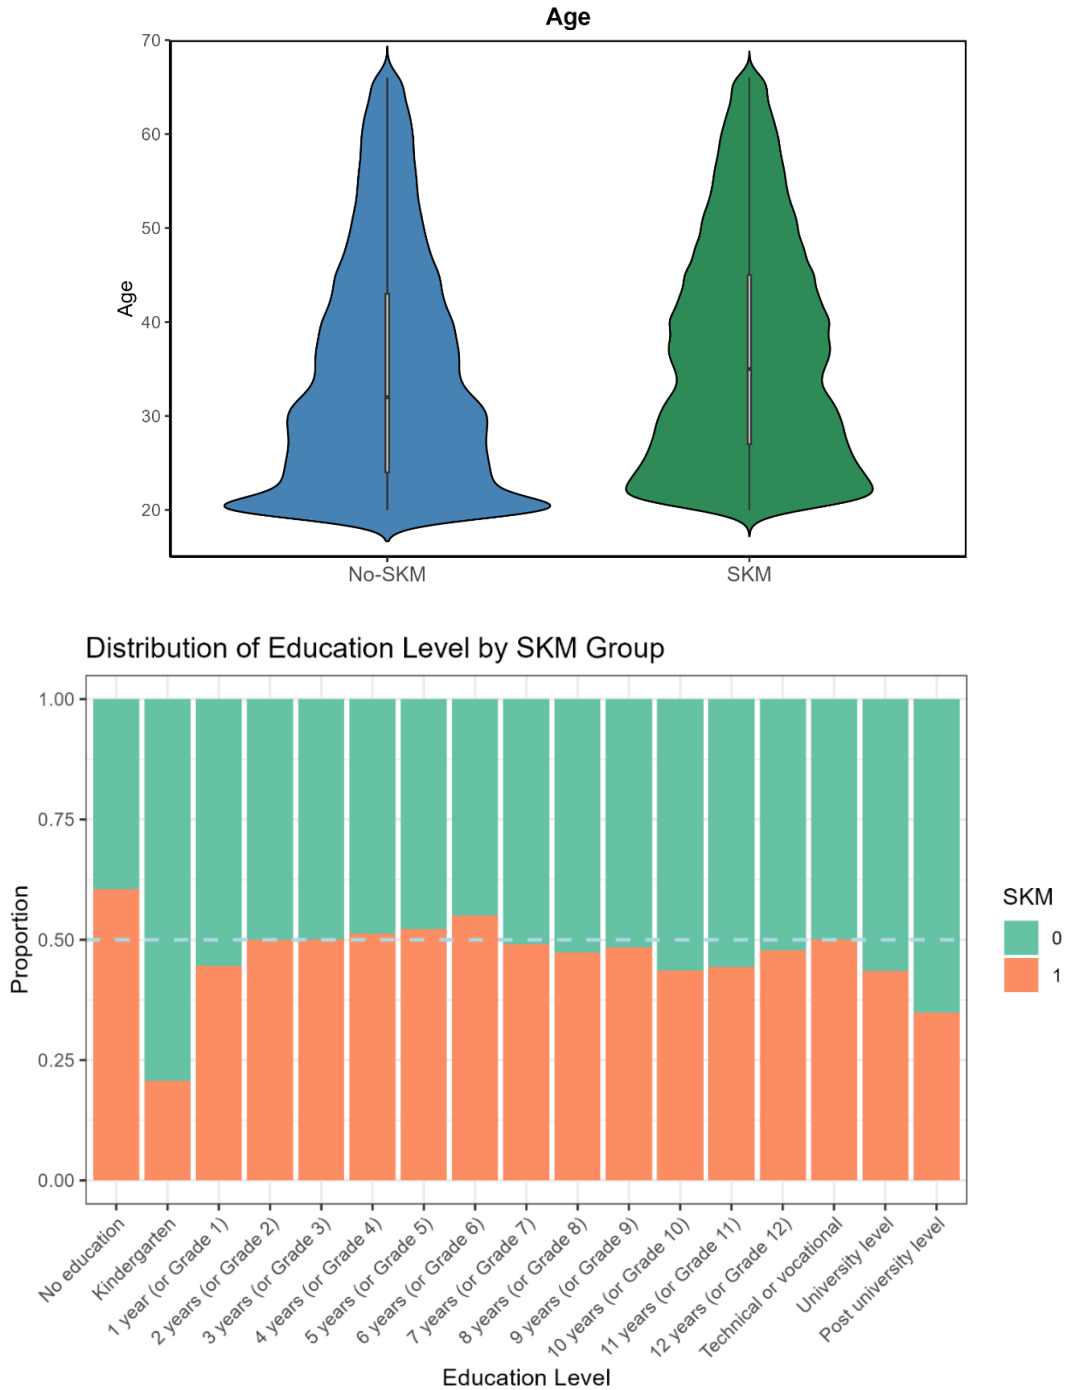 Age
70
60
50
40
30
20
Age
No-SKM
SKM
Distribution of Education Level by SKM Group
1.00
0.75
0.50
0.25
0.00
Proportion
No education
Kindergarten
1 year (or Grade 1)
2 years (or Grade 2)
3 years (or Grade 3)
4 years (or Grade 4)
5 years (or Grade 5)
6 years (or Grade 6)
7 years (or Grade 7)
8 years (or Grade 8)
9 years (or Grade 9)
10 years (or Grade 10)
11 years (or Grade 11)
12 years (or Grade 12)
Technical or vocational
University level
Post university level
Education Level
SKM
0
1